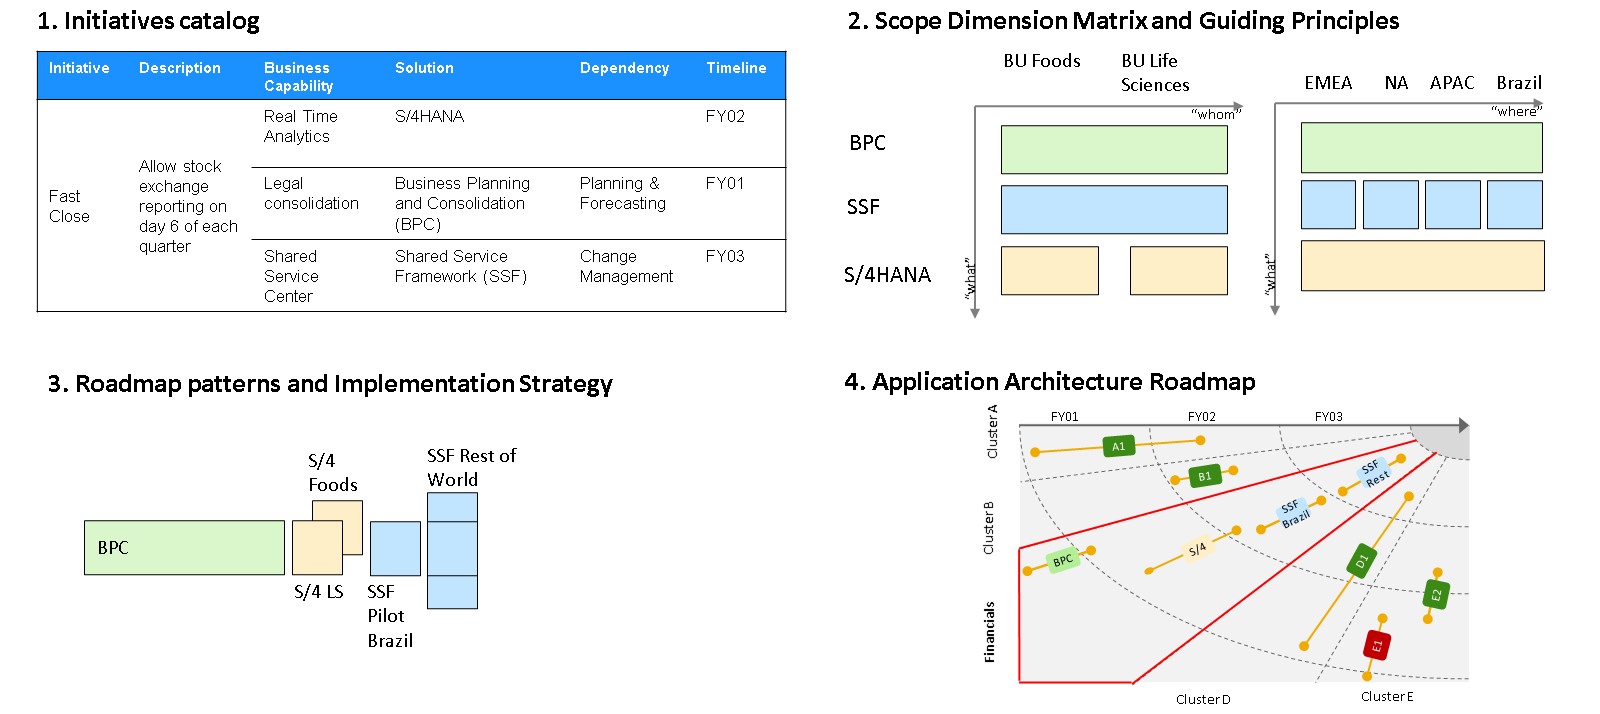 1. Initiatives catalog
Initiative Description Business Capability Solution Dependency Timeline
Fast Close
Allow stock
exchange
reporting on
day 6 of each
quarter
Real Time
Analytics
S/4HANA
FY02
Legal
consolidation
Business Planning
and Consolidation
(BPC)
Planning &
Forecasting
FY01
Shared
Service
Center
Shared Service
Framework (SSF)
Change
Management
FY03
2. Scope Dimension Matrix and Guiding Principles
BU Foods
BU Life
Sciences
"whom"
BPC
SSF
S/4HANA
"what"
EMEA NA APAC Brazil
"where"
"what"
3. Roadmap patterns and Implementation Strategy
BPC
S/4
Foods
S/4 LS
SSF
Pilot
Brazil
SSF Rest of
World
4. Application Architecture Roadmap
FY01 FY02 FY03
Cluster A
Cluster B
Financials
Cluster D
Cluster E
A1
B1
BPC
S/4
SSF
Brazil
SSF
Rest
D1
E2
E1